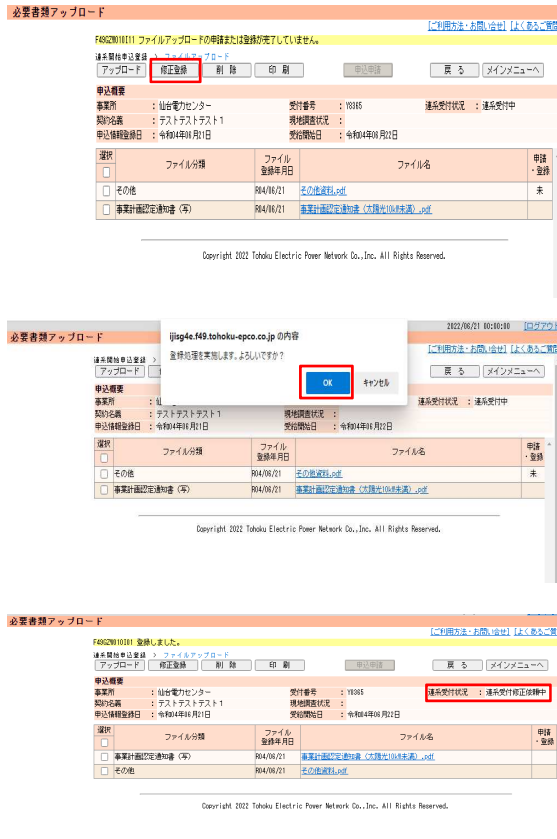 必要書類アップロード
[ご利用方法・お問い合せ] [よくあるご質問
F49GZW010I11 ファイルアップロードの申請または登録が完了していません。
連系開始申込登録 > ファイルアップロード
アップロード 修正登録 削 除 印 刷 申込申請 戻 る メインメニューへ
申込概要
事業所 ：仙台電力センター 受付番号 ：Y8365 連系受付状況 ：連系受付中
契約名義 ：テストテストテスト１ 現地調査状況 ：
申込情報登録日 ：令和04年06月21日 受給開始日 ：令和04年06月22日
選択 ファイル分類 ファイル登録年月日 ファイル名 申請・登録
その他 R04/06/21 その他資料.pdf 未
事業計画認定通知書（写） R04/06/21 事業計画認定通知書（太陽光10kW未満）.pdf
Copyright 2022 Tohoku Electric Power Network Co.,Inc. All Rights Reserved.
2022/06/21 00:00:00 [ログアウト
必要書類アップロード
ijisg4e.f49.tohoku-epco.co.jp の内容
登録処理を実施します。よろしいですか？
OK キャンセル
[ご利用方法・お問い合せ] [よくあるご質問
連系開始申込登録 >
アップロード 戻 る メインメニューへ
申込概要
事業所 ：仙 連系受付状況 ：連系受付中
契約名義 ：テストテストテスト１ 現地調査状況 ：
申込情報登録日 ：令和04年06月21日 受給開始日 ：令和04年06月22日
選択 ファイル分類 ファイル登録年月日 ファイル名 申請・登録
その他 R04/06/21 その他資料.pdf 未
事業計画認定通知書（写） R04/06/21 事業計画認定通知書（太陽光10kW未満）.pdf
Copyright 2022 Tohoku Electric Power Network Co.,Inc. All Rights Reserved.
必要書類アップロード
[ご利用方法・お問い合せ] [よくあるご質
F49GZW010I01 登録しました。
連系開始申込登録 > ファイルアップロード
アップロード 修正登録 削 除 印 刷 申込申請 戻 る メインメニューへ
申込概要
事業所 ：仙台電力センター 受付番号 ：Y8365 連系受付状況 ：連系受付修正依頼中
契約名義 ：テストテストテスト１ 現地調査状況 ：
申込情報登録日 ：令和04年06月21日 受給開始日 ：令和04年06月22日
選択 ファイル分類 ファイル登録年月日 ファイル名 申請・登録
事業計画認定通知書（写） R04/06/21 事業計画認定通知書（太陽光10kW未満）.pdf
その他 R04/06/21 その他資料.pdf
Copyright 2022 Tohoku Electric Power Network Co.,Inc. All Rights Reserved.